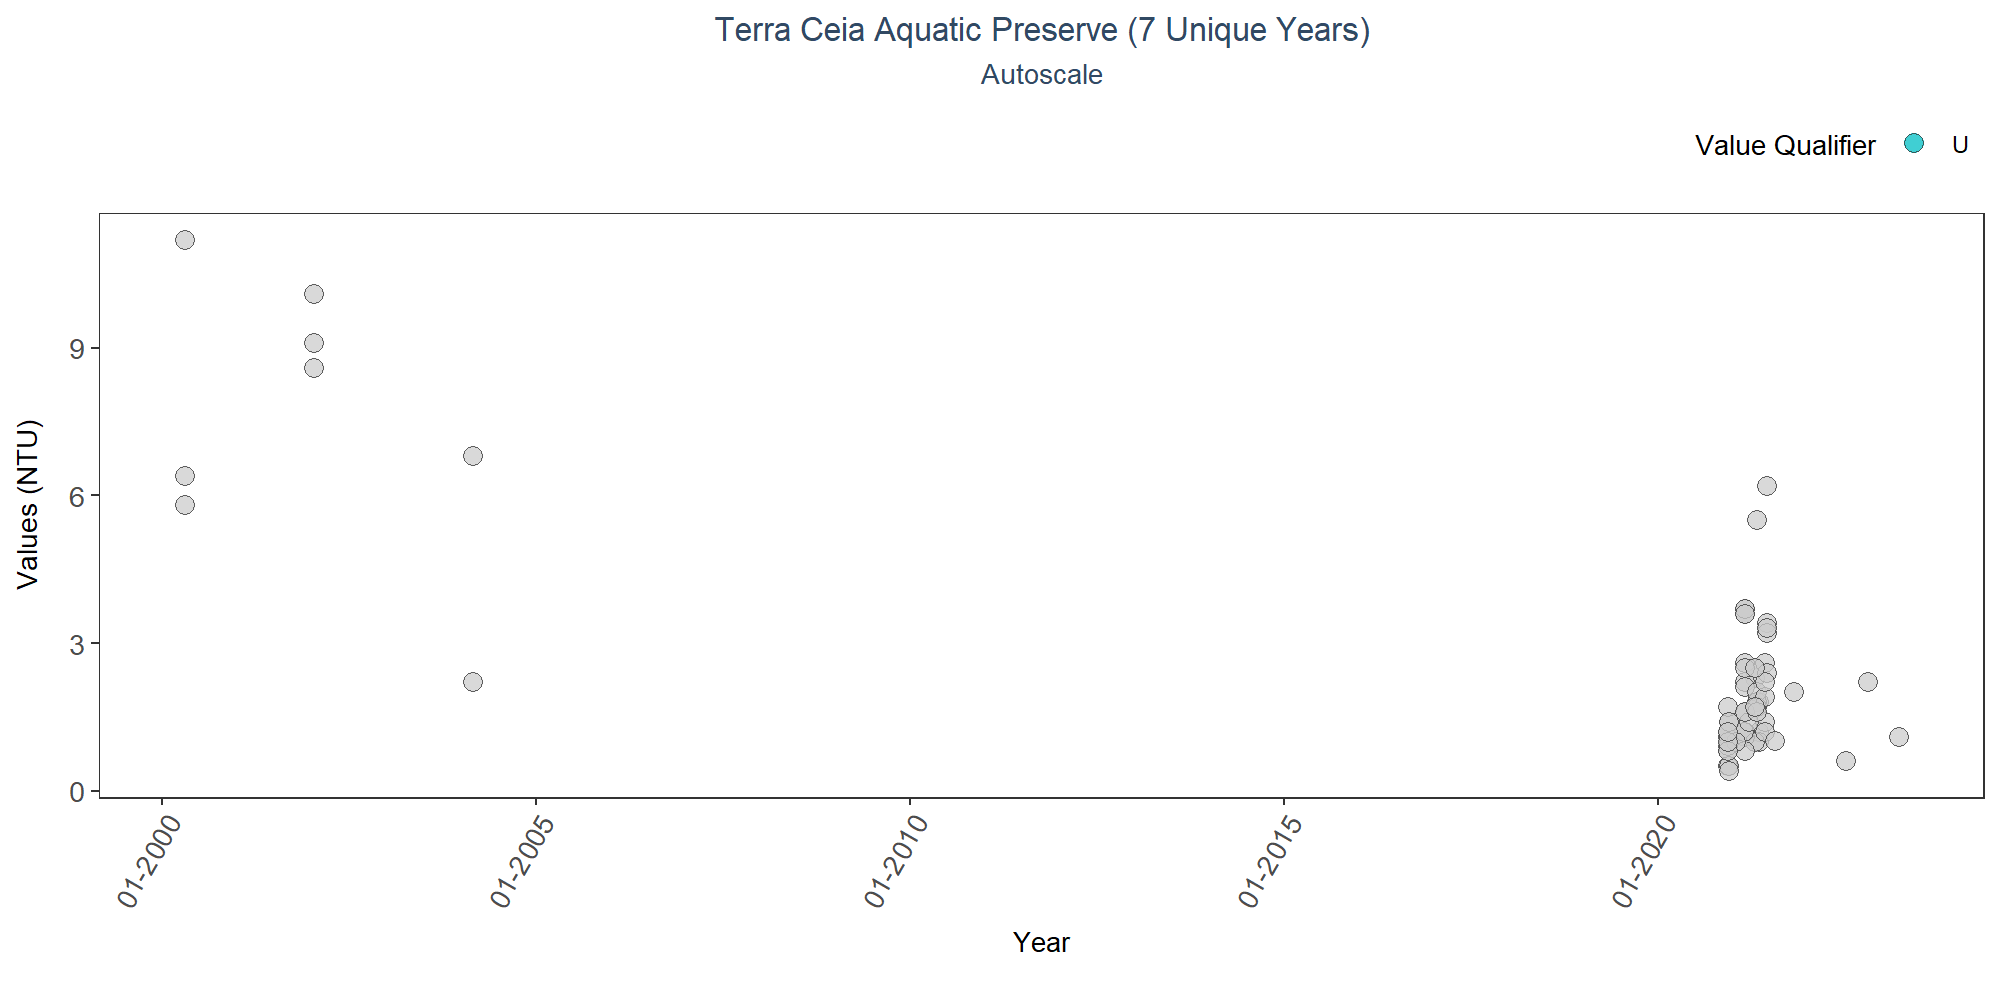 Terra Ceia Aquatic Preserve (7 Unique Years)
Autoscale
Value Qualifier U
Values (NTU)
9
6
3
0
01-2000 01-2005 01-2010 01-2015 01-2020
Year